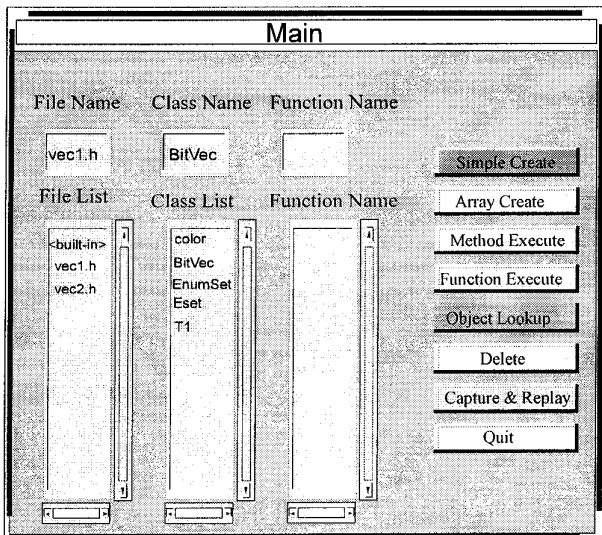 Main
File Name Class Name Function Name
vec1.h BitVec
File List Class List Function Name
<built-in>
vec1.h
vec2.h
color
BitVec
EnumSet
Eset
T1
Simple Create
Array Create
Method Execute
Function Execute
Object Lookup
Delete
Capture & Replay
Quit